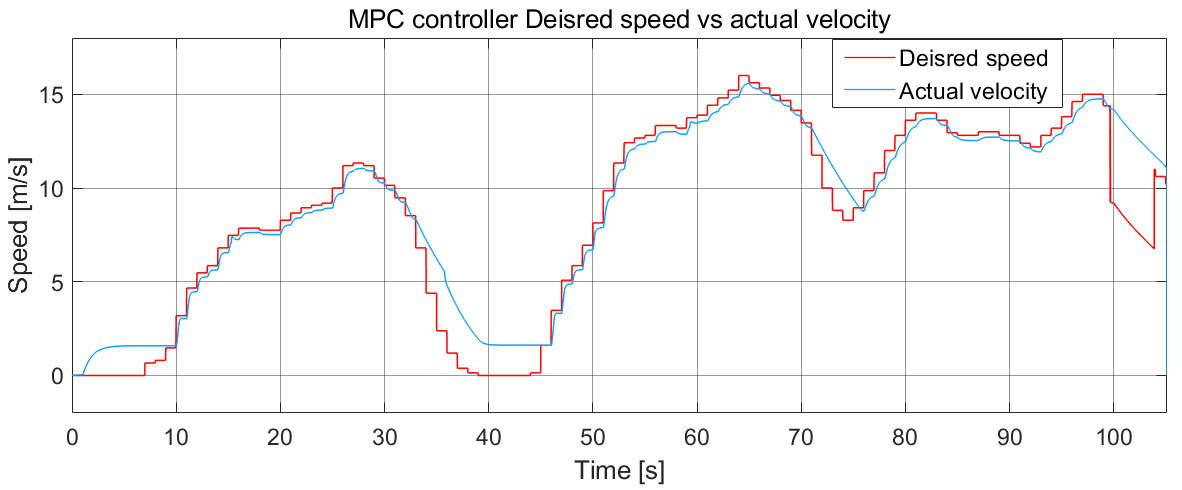 MPC controller Deisred speed vs actual velocity
Deisred speed
Actual velocity
Speed [m/s]
15
10
5
0
0 10 20 30 40 50 60 70 80 90 100
Time [s]